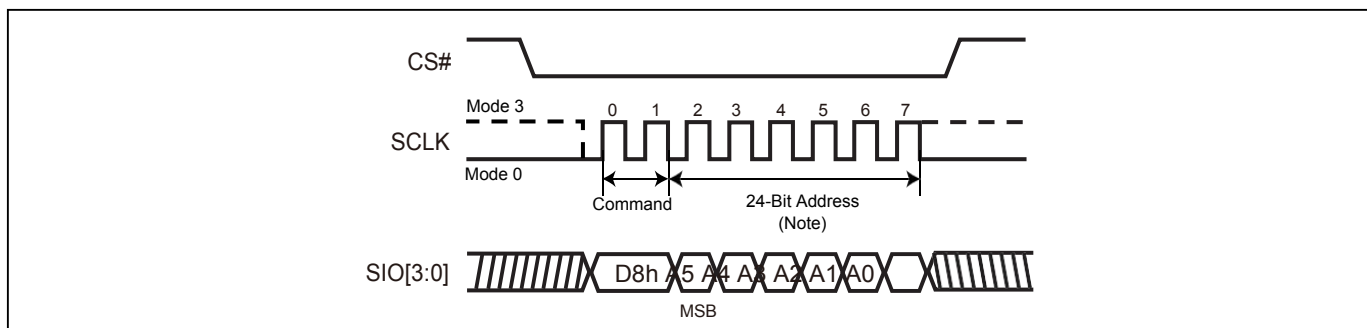 CS#
Mode 3
0 1 2 3 4 5 6 7
SCLK
Mode 0
Command
24-Bit Address
(Note)
SIO[3:0]
D8h A5 A4 A3 A2 A1 A0
MSB